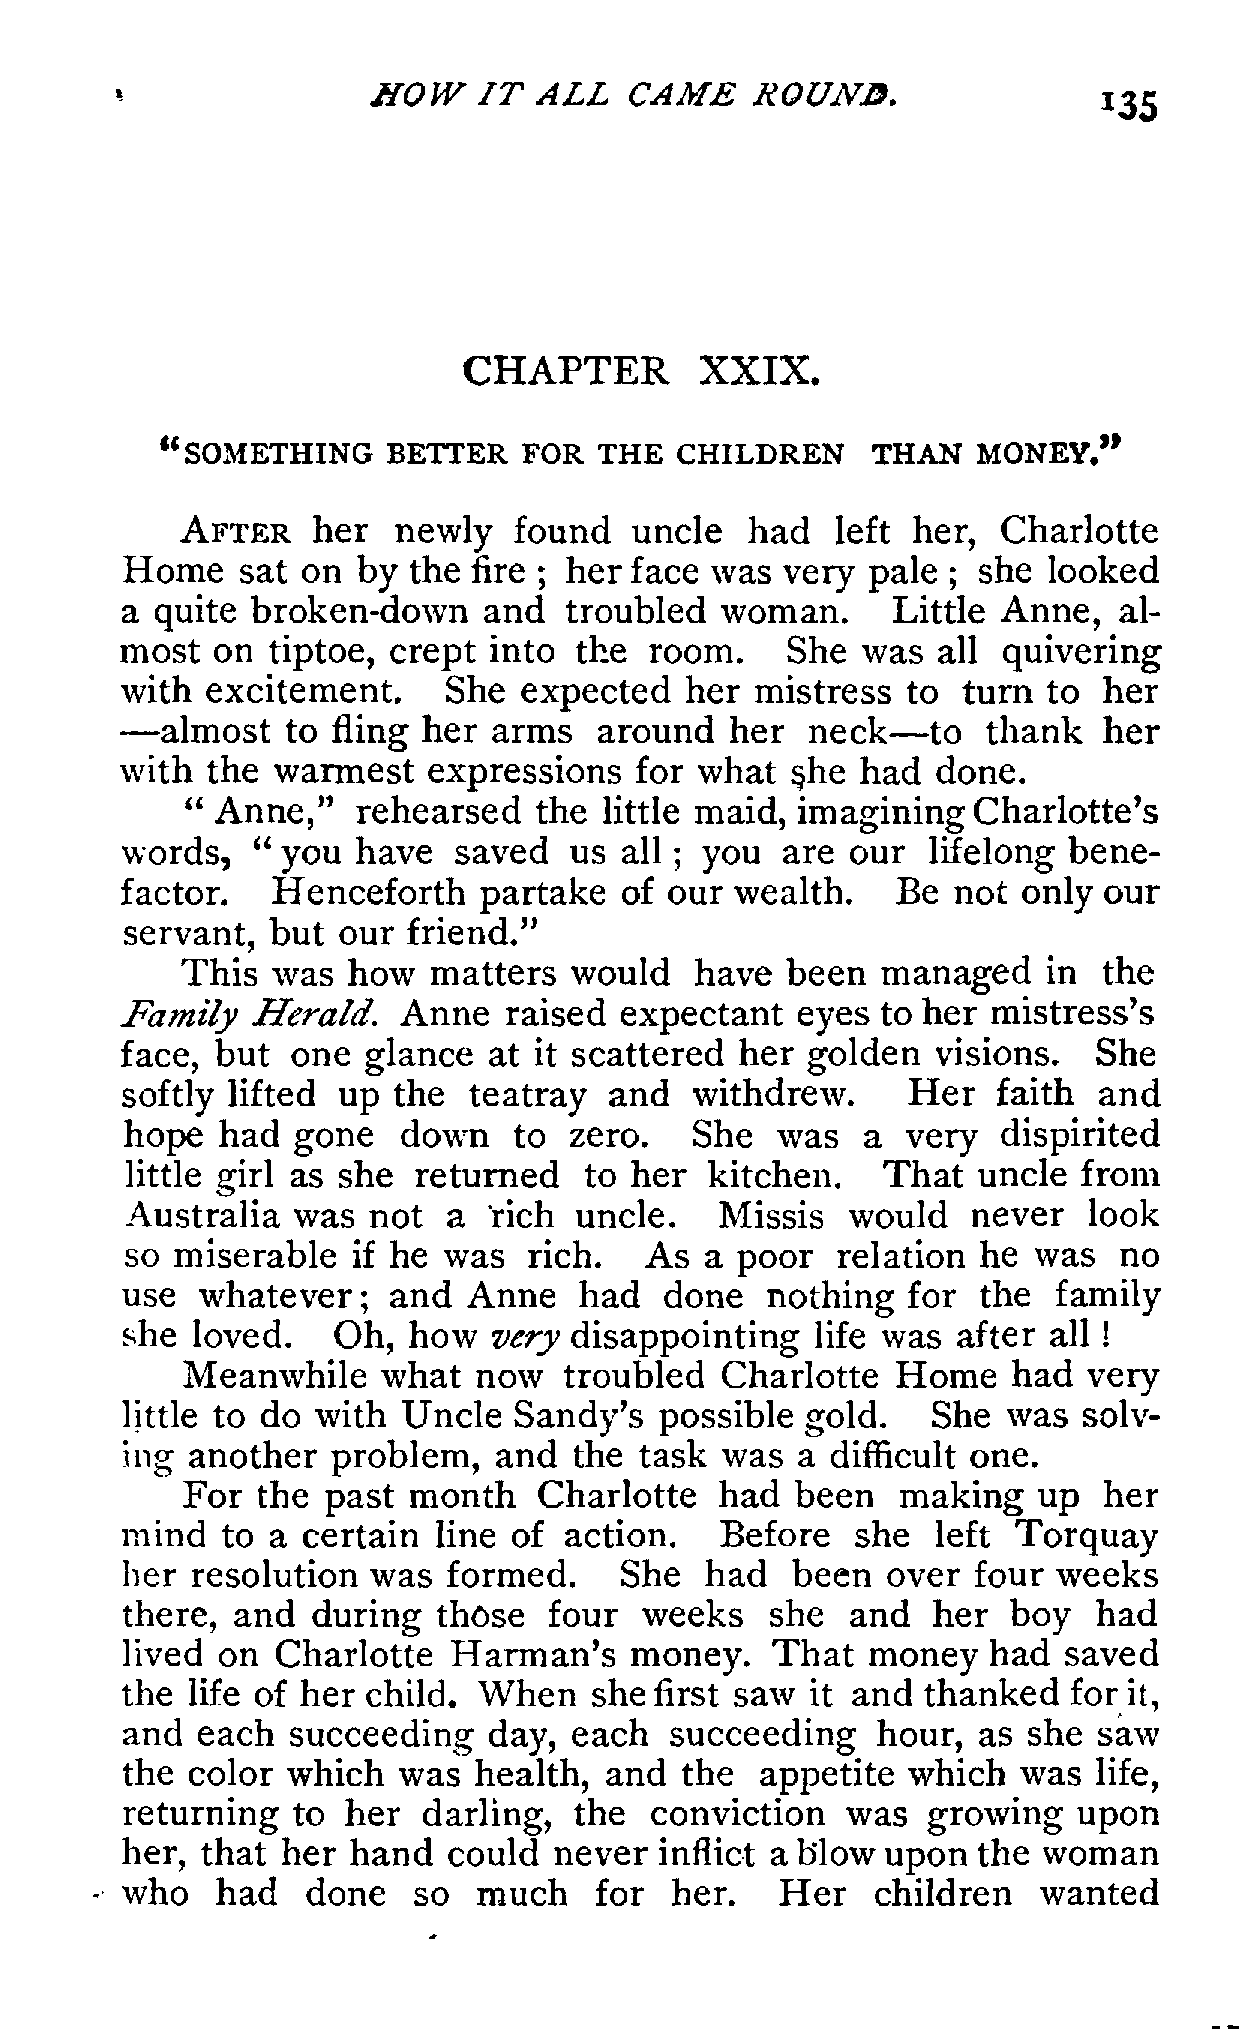 HOW IT ALL CAME ROUND. 135
CHAPTER XXIX.
"SOMETHING BETTER FOR THE CHILDREN THAN MONEY."
AFTER her newly found uncle had left her, Charlotte
Home sat on by the fire ; her face was very pale ; she looked
a quite broken-down and troubled woman. Little Anne, al-
most on tiptoe, crept into the room. She was all quivering
with excitement. She expected her mistress to turn to her
—almost to fling her arms around her neck—to thank her
with the warmest expressions for what she had done.
" Anne," rehearsed the little maid, imagining Charlotte's
words, " you have saved us all ; you are our lifelong bene-
factor. Henceforth partake of our wealth. Be not only our
servant, but our friend."
This was how matters would have been managed in the
Family Herald. Anne raised expectant eyes to her mistress's
face, but one glance at it scattered her golden visions. She
softly lifted up the teatray and withdrew. Her faith and
hope had gone down to zero. She was a very dispirited
little girl as she returned to her kitchen. That uncle from
Australia was not a rich uncle. Missis would never look
so miserable if he was rich. As a poor relation he was no
use whatever ; and Anne had done nothing for the family
she loved. Oh, how very disappointing life was after all !
Meanwhile what now troubled Charlotte Home had very
little to do with Uncle Sandy's possible gold. She was solv-
ing another problem, and the task was a difficult one.
For the past month Charlotte had been making up her
mind to a certain line of action. Before she left Torquay
her resolution was formed. She had been over four weeks
there, and during those four weeks she and her boy had
lived on Charlotte Harman's money. That money had saved
the life of her child. When she first saw it and thanked for it,
and each succeeding day, each succeeding hour, as she saw
the color which was health, and the appetite which was life,
returning to her darling, the conviction was growing upon
her, that her hand could never inflict a blow upon the woman
who had done so much for her. Her children wanted